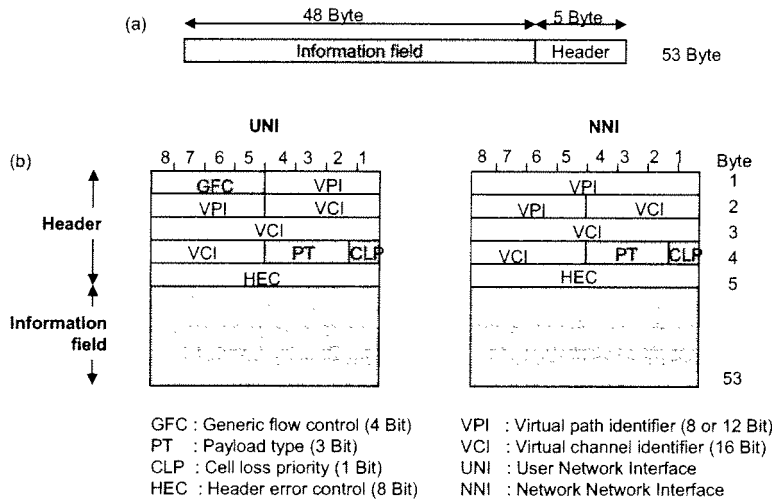 48 Byte 5 Byte
(a)
Information field Header 53 Byte
UNI NNI
(b)
8 7 6 5 4 3 2 1 8 7 6 5 4 3 2 1 Byte
GFC VPI VPI 1
VPI VCI VPI VCI 2
Header VCI VCI 3
VCI PT CLP VCI PT CLP 4
HEC HEC 5
Information
field
53
GFC : Generic flow control (4 Bit) VPI : Virtual path identifier (8 or 12 Bit)
PT : Payload type (3 Bit) VCI : Virtual channel identifier (16 Bit)
CLP : Cell loss priority (1 Bit) UNI : User Network Interface
HEC : Header error control (8 Bit) NNI : Network Network Interface